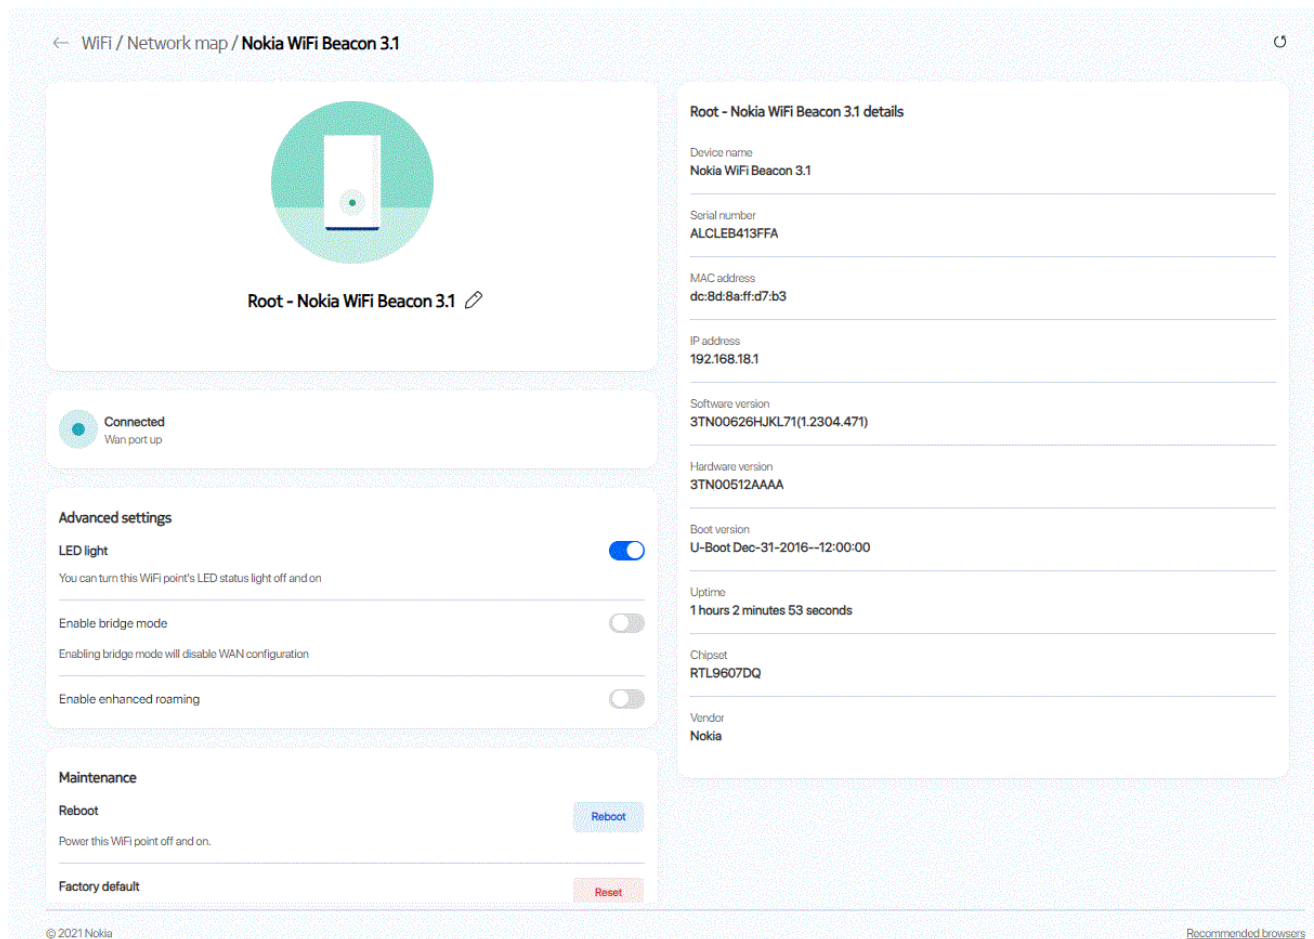 ← WiFi / Network map / Nokia WiFi Beacon 3.1
Root - Nokia WiFi Beacon 3.1
Connected
Wan port up
Advanced settings
LED light
You can turn this WiFi point's LED status light off and on
Enable bridge mode
Enabling bridge mode will disable WAN configuration
Enable enhanced roaming
Maintenance
Reboot
Reboot
Power this WiFi point off and on.
Factory default
Reset
Root - Nokia WiFi Beacon 3.1 details
Device name
Nokia WiFi Beacon 3.1
Serial number
ALCLEB413FFA
MAC address
dc:8d:8a:ff:d7:b3
IP address
192.168.18.1
Software version
3TN00626HJKL71(1.2304.471)
Hardware version
3TN00512AAAA
Boot version
U-Boot Dec-31-2016--12:00:00
Uptime
1 hours 2 minutes 53 seconds
Chipset
RTL9607DQ
Vendor
Nokia
© 2021 Nokia
Recommended browsers